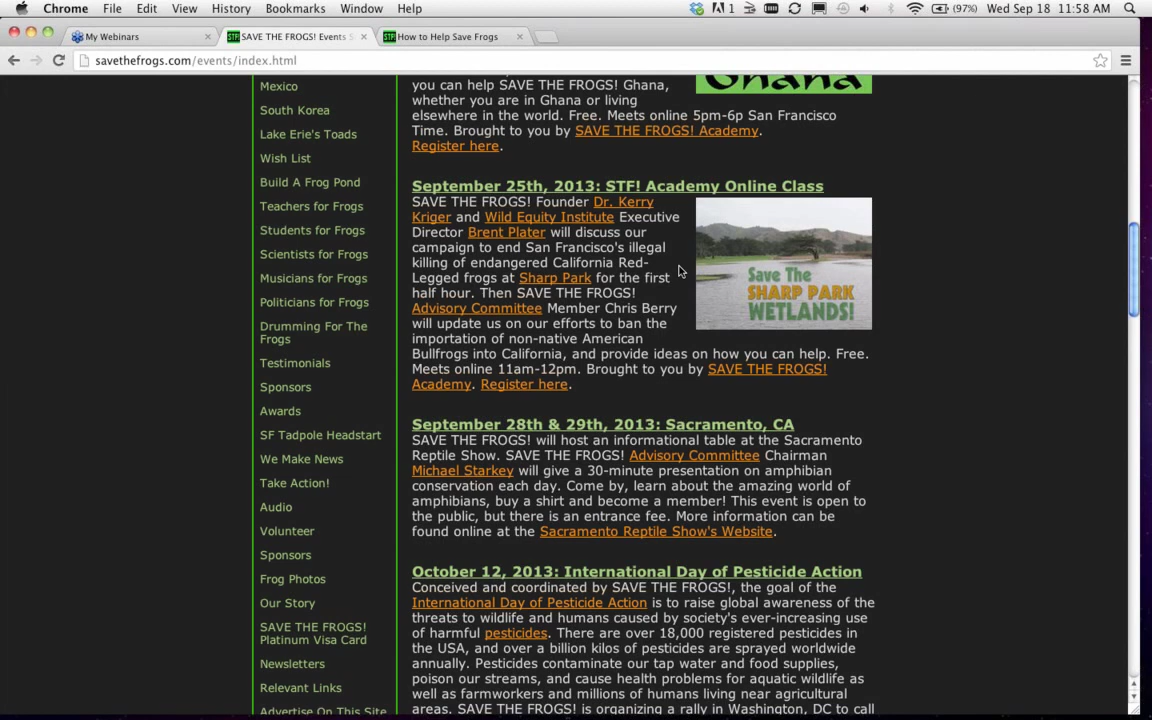 Chrome File Edit View History Bookmarks Window Help 1 (97%) Wed Sep 18 11:58 AM
My Webinars SAVE THE FROGS! Events S How to Help Save Frogs
savethefrogs.com/events/index.html
Mexico
South Korea
Lake Erie's Toads
Wish List
Build A Frog Pond
Teachers for Frogs
Students for Frogs
Scientists for Frogs
Musicians for Frogs
Politicians for Frogs
Drumming For The
Frogs
Testimonials
Sponsors
Awards
SF Tadpole Headstart
We Make News
Take Action!
Audio
Volunteer
Sponsors
Frog Photos
Our Story
SAVE THE FROGS!
Platinum Visa Card
Newsletters
Relevant Links
Advertise On This Site
you can help SAVE THE FROGS! Ghana,
whether you are in Ghana or living
elsewhere in the world. Free. Meets online 5pm-6p San Francisco
Time. Brought to you by SAVE THE FROGS! Academy.
Register here.
Ghana
September 25th, 2013: STF! Academy Online Class
SAVE THE FROGS! Founder Dr. Kerry
Kriger and Wild Equity Institute Executive
Director Brent Plater will discuss our
campaign to end San Francisco's illegal
killing of endangered California Red-
Legged frogs at Sharp Park for the first
half hour. Then SAVE THE FROGS!
Advisory Committee Member Chris Berry
will update us on our efforts to ban the
importation of non-native American
Bullfrogs into California, and provide ideas on how you can help. Free.
Meets online 11am-12pm. Brought to you by SAVE THE FROGS!
Academy. Register here.
Save The
SHARP PARK
WETLANDS!
September 28th & 29th, 2013: Sacramento, CA
SAVE THE FROGS! will host an informational table at the Sacramento
Reptile Show. SAVE THE FROGS! Advisory Committee Chairman
Michael Starkey will give a 30-minute presentation on amphibian
conservation each day. Come by, learn about the amazing world of
amphibians, buy a shirt and become a member! This event is open to
the public, but there is an entrance fee. More information can be
found online at the Sacramento Reptile Show's Website.
October 12, 2013: International Day of Pesticide Action
Conceived and coordinated by SAVE THE FROGS!, the goal of the
International Day of Pesticide Action is to raise global awareness of the
threats to wildlife and humans caused by society's ever-increasing use
of harmful pesticides. There are over 18,000 registered pesticides in
the USA, and over a billion kilos of pesticides are sprayed worldwide
annually. Pesticides contaminate our tap water and food supplies,
poison our streams, and cause health problems for aquatic wildlife as
well as farmworkers and millions of humans living near agricultural
areas. SAVE THE FROGS! is organizing a rally in Washington, DC to call